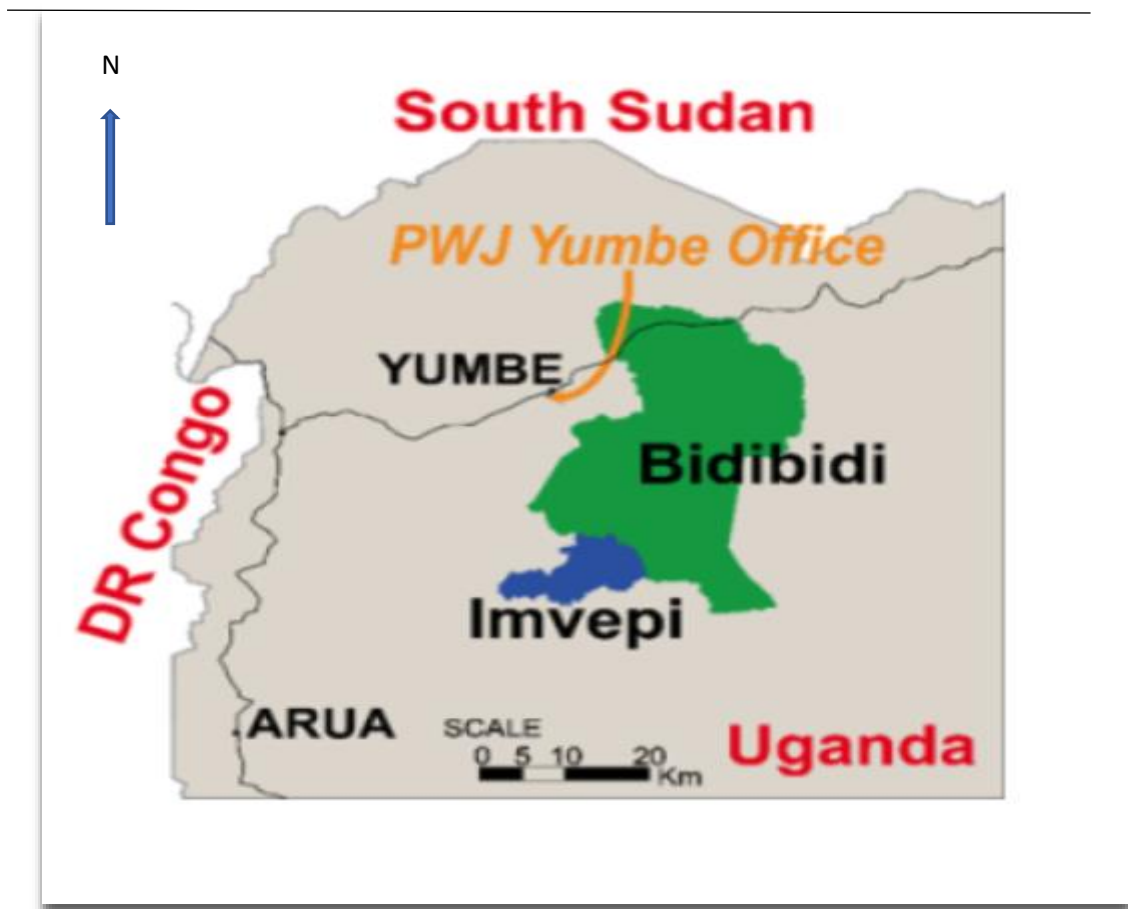 N
South Sudan
PWJ Yumbe Office
YUMBE
DR Congo
Bidibidi
Imvepi
ARUA
SCALE
0 5 10 20
Km
Uganda